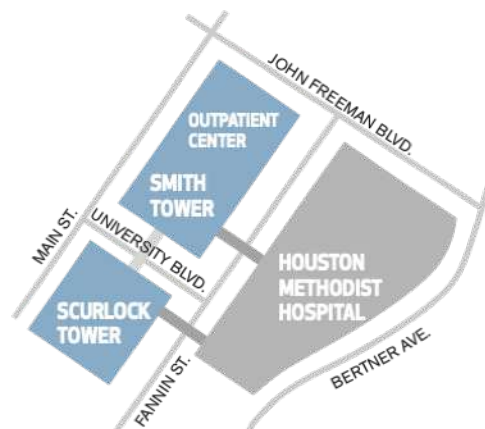 JOHN FREEMAN BLVD.
OUTPATIENT
CENTER
SMITH
TOWER
MAIN ST.
UNIVERSITY BLVD.
HOUSTON
METHODIST
HOSPITAL
SCURLOCK
TOWER
FANNIN ST.
BERTNER AVE.